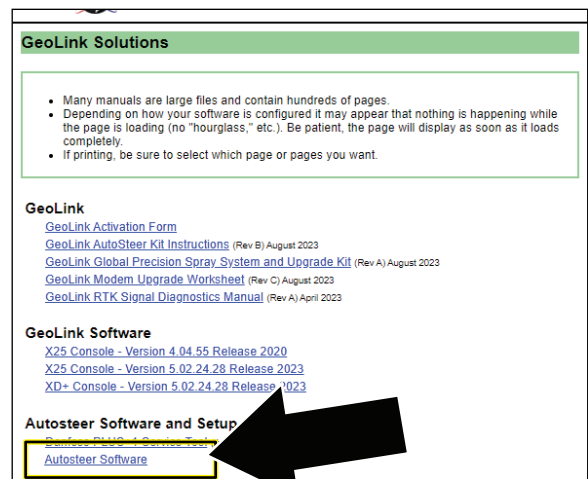 GeoLink Solutions
• Many manuals are large files and contain hundreds of pages.
• Depending on how your software is configured it may appear that nothing is happening while
the page is loading (no "hourglass," etc.). Be patient, the page will display as soon as it loads
completely.
• If printing, be sure to select which page or pages you want.
GeoLink
GeoLink Activation Form
GeoLink AutoSteer Kit Instructions (Rev B) August 2023
GeoLink Global Precision Spray System and Upgrade Kit (Rev A) August 2023
GeoLink Modem Upgrade Worksheet (Rev C) August 2023
GeoLink RTK Signal Diagnostics Manual (Rev A) April 2023
GeoLink Software
X25 Console - Version 4.04.55 Release 2020
X25 Console - Version 5.02.24.28 Release 2023
XD+ Console - Version 5.02.24.28 Release 2023
Autosteer Software and Setup
Danfoss PLUS+1 Service Tool
Autosteer Software